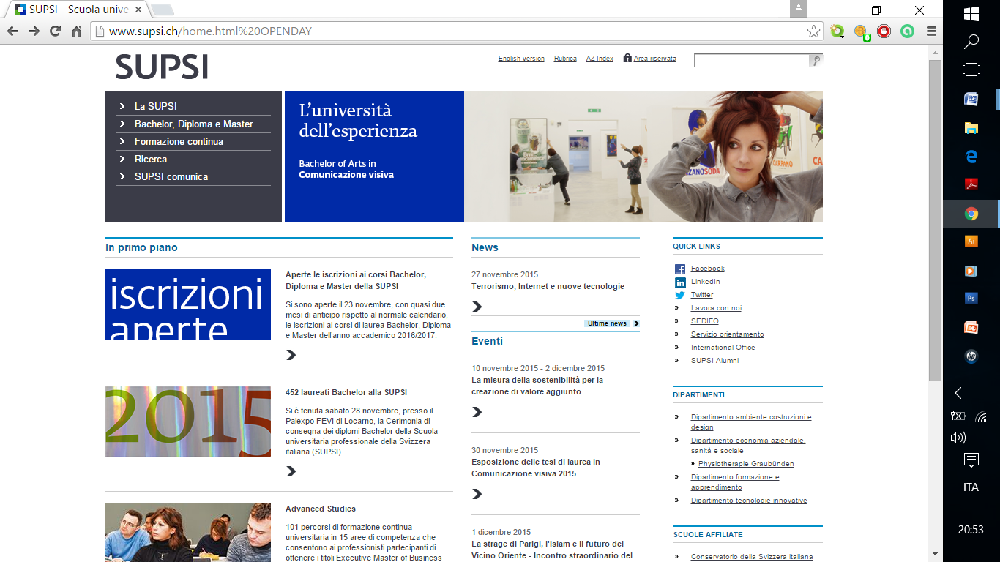 SUPSI - Scuola unive
www.supsi.ch/home.html%20OPENDAY
SUPSI
English version
Rubrica
AZ Index
Area riservata
La SUPSI
Bachelor, Diploma e Master
Formazione continua
Ricerca
SUPSI comunica
L'università
dell'esperienza
Bachelor of Arts in
Comunicazione visiva
ANZANOSODA
CARPANO
CAMPARI
In primo piano
iscrizioni
aperte
Aperte le iscrizioni ai corsi Bachelor,
Diploma e Master della SUPSI
Si sono aperte il 23 novembre, con quasi due
mesi di anticipo rispetto al normale calendario,
le iscrizioni ai corsi di laurea Bachelor, Diploma
e Master dell'anno accademico 2016/2017.
2015
452 laureati Bachelor alla SUPSI
Si è tenuta sabato 28 novembre, presso il
Palexpo FEVI di Locarno, la Cerimonia di
consegna dei diplomi Bachelor della Scuola
universitaria professionale della Svizzera
italiana (SUPSI).
Advanced Studies
101 percorsi di formazione continua
universitaria in 15 aree di competenza che
consentono ai professionisti partecipanti di
ottenere i titoli Executive Master of Business
News
27 novembre 2015
Terrorismo, Internet e nuove tecnologie
Ultime news
Eventi
10 novembre 2015 - 2 dicembre 2015
La misura della sostenibilità per la
creazione di valore aggiunto
30 novembre 2015
Esposizione delle tesi di laurea in
Comunicazione visiva 2015
1 dicembre 2015
La strage di Parigi, l'Islam e il futuro del
Vicino Oriente - Incontro straordinario del
QUICK LINKS
Facebook
LinkedIn
Twitter
Lavora con noi
SEDIFO
Servizio orientamento
International Office
SUPSI Alumni
DIPARTIMENTI
Dipartimento ambiente costruzioni e
design
Dipartimento economia aziendale,
sanità e sociale
Physiotherapie Graubünden
Dipartimento formazione e
apprendimento
Dipartimento tecnologie innovative
SCUOLE AFFILIATE
Conservatorio della Svizzera italiana
Ai
Ps
hp
ITA
20:53